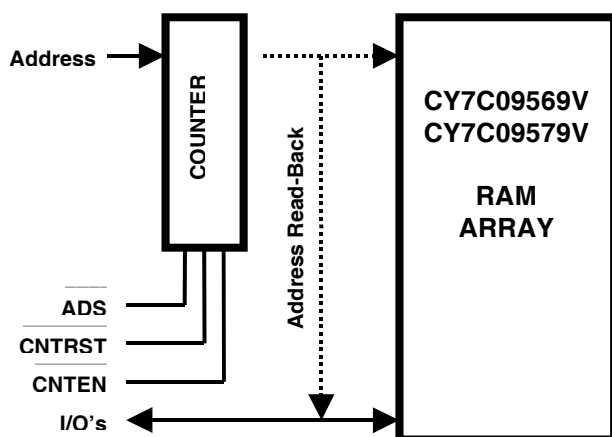 Address
COUNTER
Address Read-Back
CY7C09569V
CY7C09579V
RAM
ARRAY
ADS
CNTRST
CNTEN
I/O's